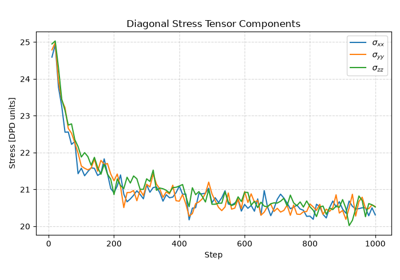 Diagonal Stress Tensor Components
25
24
23
22
21
20
Stress [DPD units]
σxx
σyy
σzz
0
200
400
600
800
1000
Step